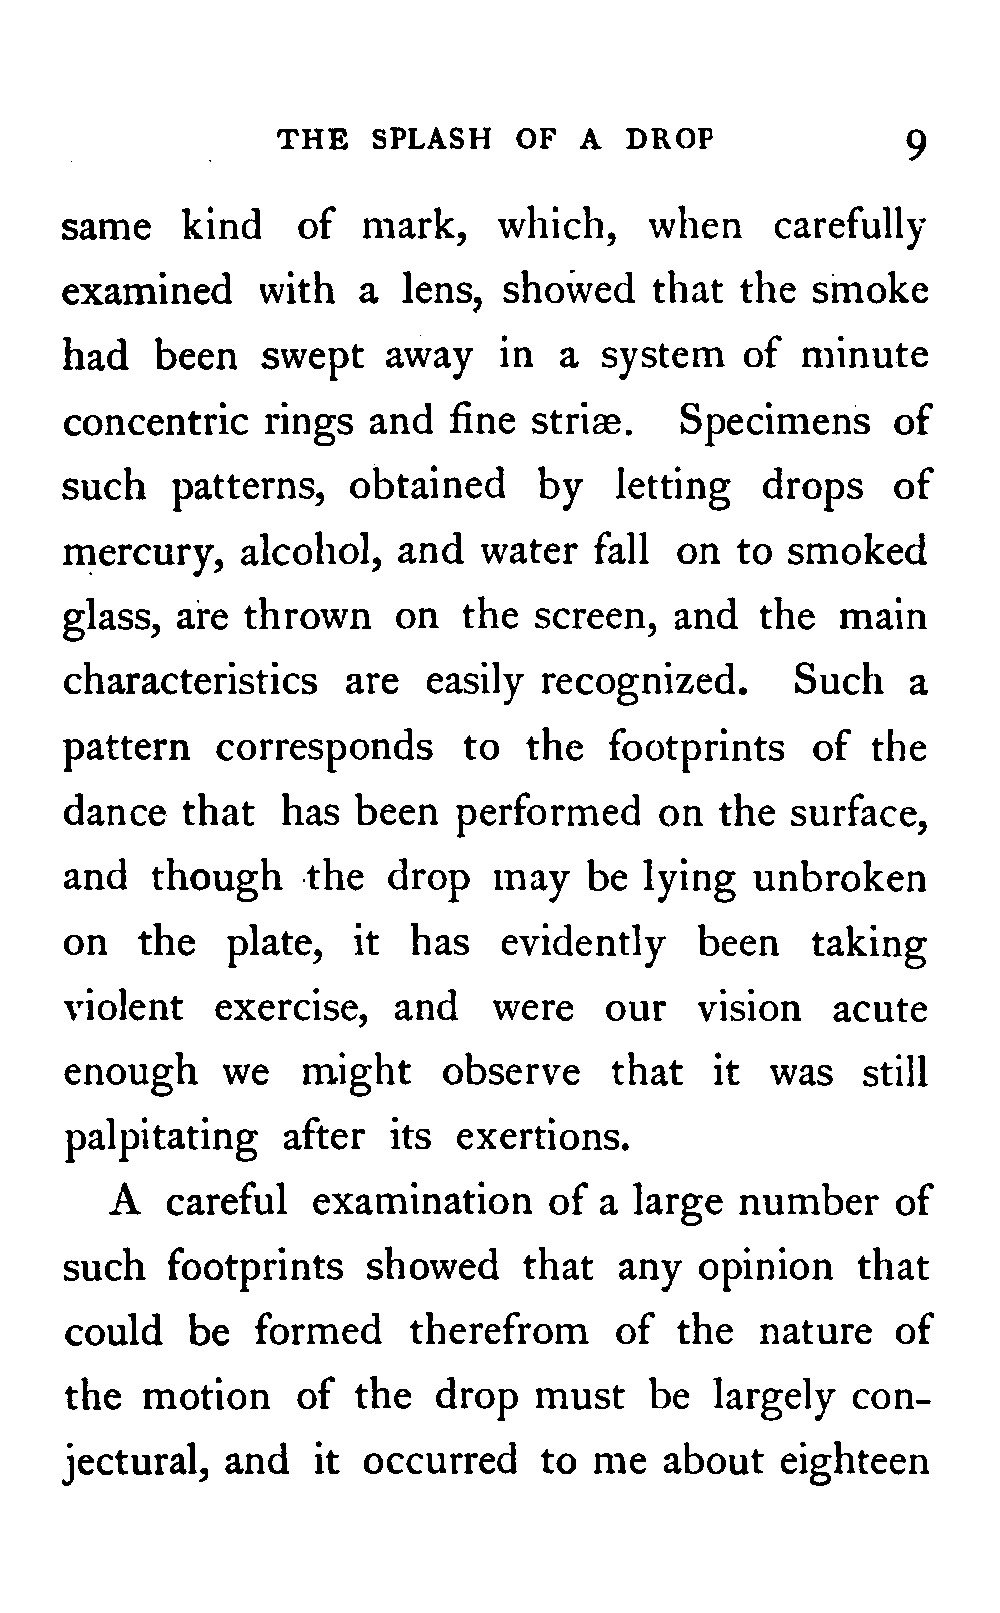 THE SPLASH OF A DROP 9
same kind of mark, which, when carefully
examined with a lens, showed that the smoke
had been swept away in a system of minute
concentric rings and fine striæ. Specimens of
such patterns, obtained by letting drops of
mercury, alcohol, and water fall on to smoked
glass, are thrown on the screen, and the main
characteristics are easily recognized. Such a
pattern corresponds to the footprints of the
dance that has been performed on the surface,
and though the drop may be lying unbroken
on the plate, it has evidently been taking
violent exercise, and were our vision acute
enough we might observe that it was still
palpitating after its exertions.
A careful examination of a large number of
such footprints showed that any opinion that
could be formed therefrom of the nature of
the motion of the drop must be largely con-
jectural, and it occurred to me about eighteen